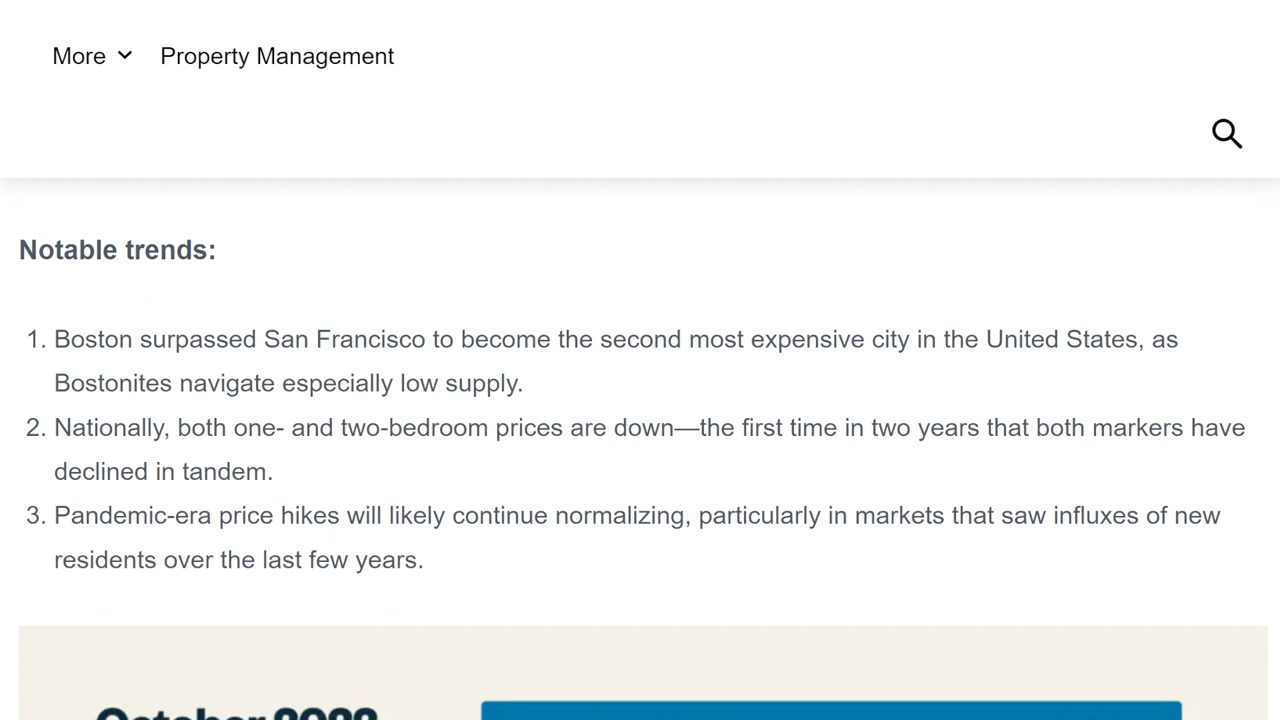 More Property Management
Notable trends:
1. Boston surpassed San Francisco to become the second most expensive city in the United States, as
Bostonites navigate especially low supply.
2. Nationally, both one- and two-bedroom prices are down—the first time in two years that both markers have
declined in tandem.
3. Pandemic-era price hikes will likely continue normalizing, particularly in markets that saw influxes of new
residents over the last few years.
October 2022